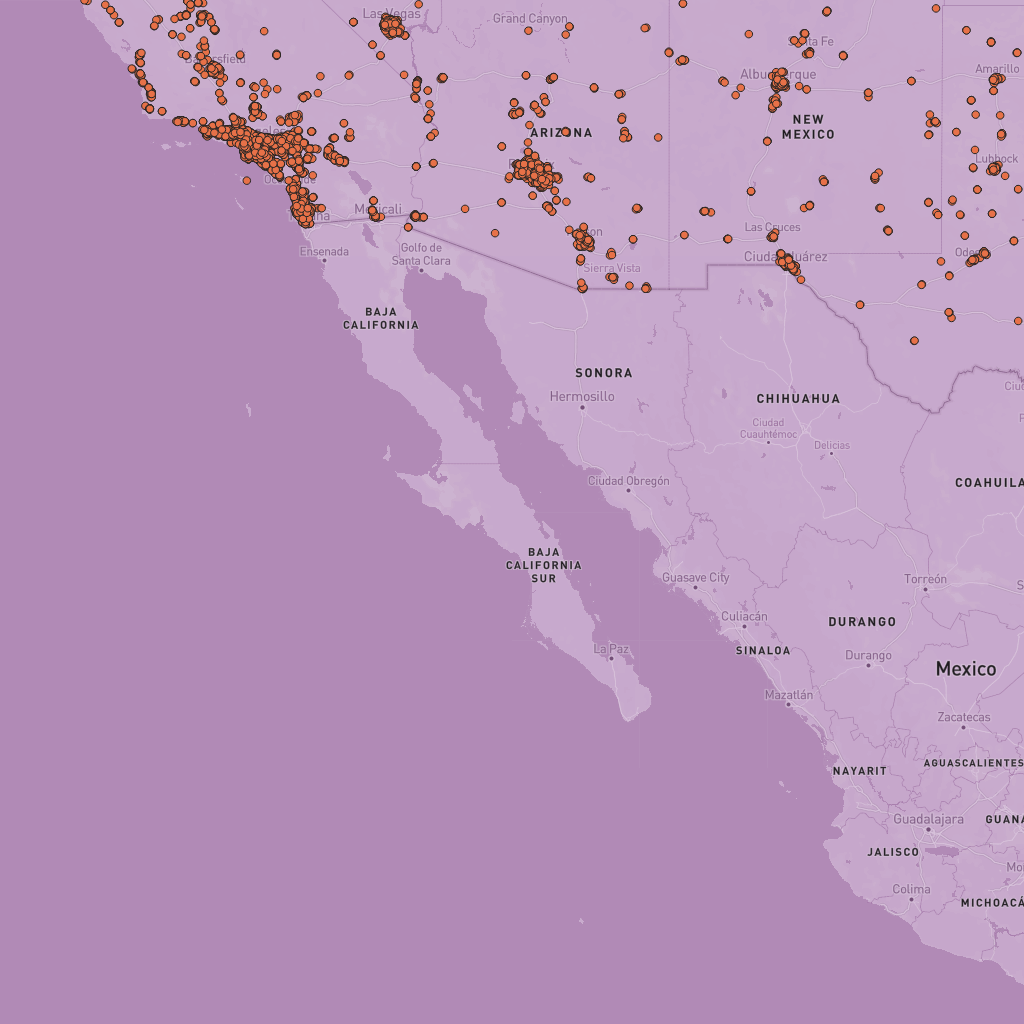 Las Vegas
Grand Canyon
Santa Fe
Albuquerque
Amarillo
ARIZONA
NEW
MEXICO
Lubbock
Mexicali
Las Cruces
Ciudad Juárez
Ensenada
Golfo de
Santa Clara
Sierra Vista
BAJA
CALIFORNIA
SONORA
CHIHUAHUA
Hermosillo
Ciudad
Cuauhtémoc
Delicias
Ciudad Obregón
COAHUILA
BAJA
CALIFORNIA
SUR
Guasave City
Torreón
Culiacán
DURANGO
SINALOA
La Paz
Durango
Mexico
Mazatlán
Zacatecas
NAYARIT
AGUASCALIENTES
Guadalajara
GUANA
JALISCO
Colima
MICHOACÁ